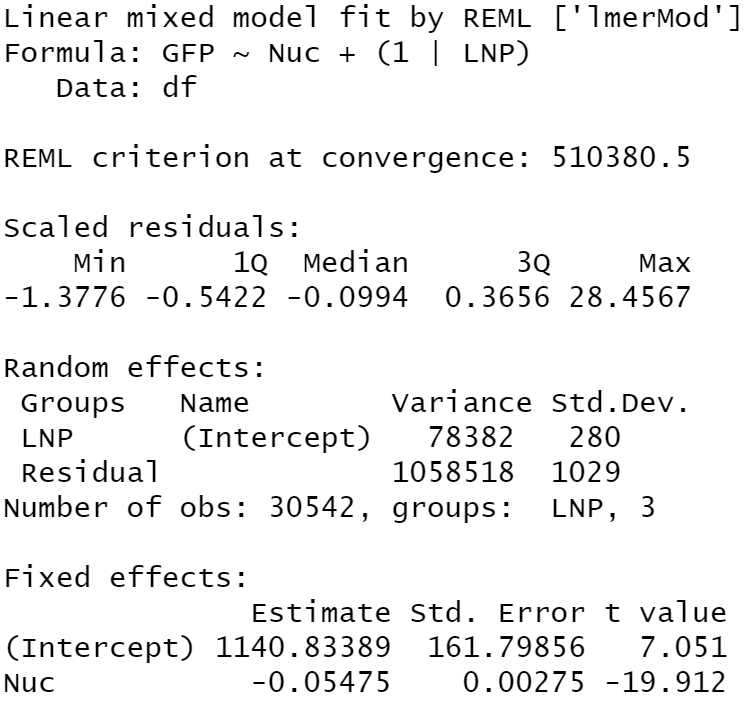 Linear mixed model fit by REML ['lmerMod']
Formula: GFP ~ Nuc + (1 | LNP)
   Data: df
REML criterion at convergence: 510380.5
Scaled residuals:
    Min      1Q  Median      3Q     Max
-1.3776 -0.5422 -0.0994  0.3656 28.4567
Random effects:
 Groups   Name        Variance Std.Dev.
 LNP      (Intercept)   78382   280
 Residual             1058518  1029
Number of obs: 30542, groups:  LNP, 3
Fixed effects:
              Estimate Std. Error t value
(Intercept) 1140.83389  161.79856   7.051
Nuc           -0.05475    0.00275 -19.912